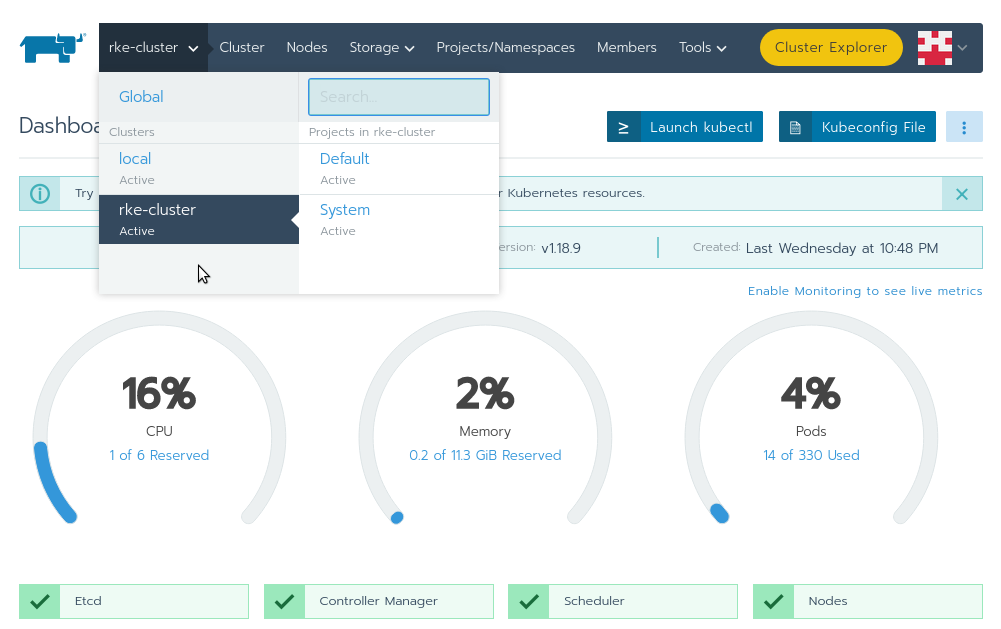 rke-cluster Cluster Nodes Storage Projects/Namespaces Members Tools Cluster Explorer
Global Search...
Clusters Projects in rke-cluster
local Default
Active Active
rke-cluster System
Active Active
Dashboa Launch kubectl Kubeconfig File
Try r Kubernetes resources.
ersion: v1.18.9 Created: Last Wednesday at 10:48 PM
Enable Monitoring to see live metrics
16% 2% 4%
CPU Memory Pods
1 of 6 Reserved 0.2 of 11.3 GiB Reserved 14 of 330 Used
Etcd Controller Manager Scheduler Nodes